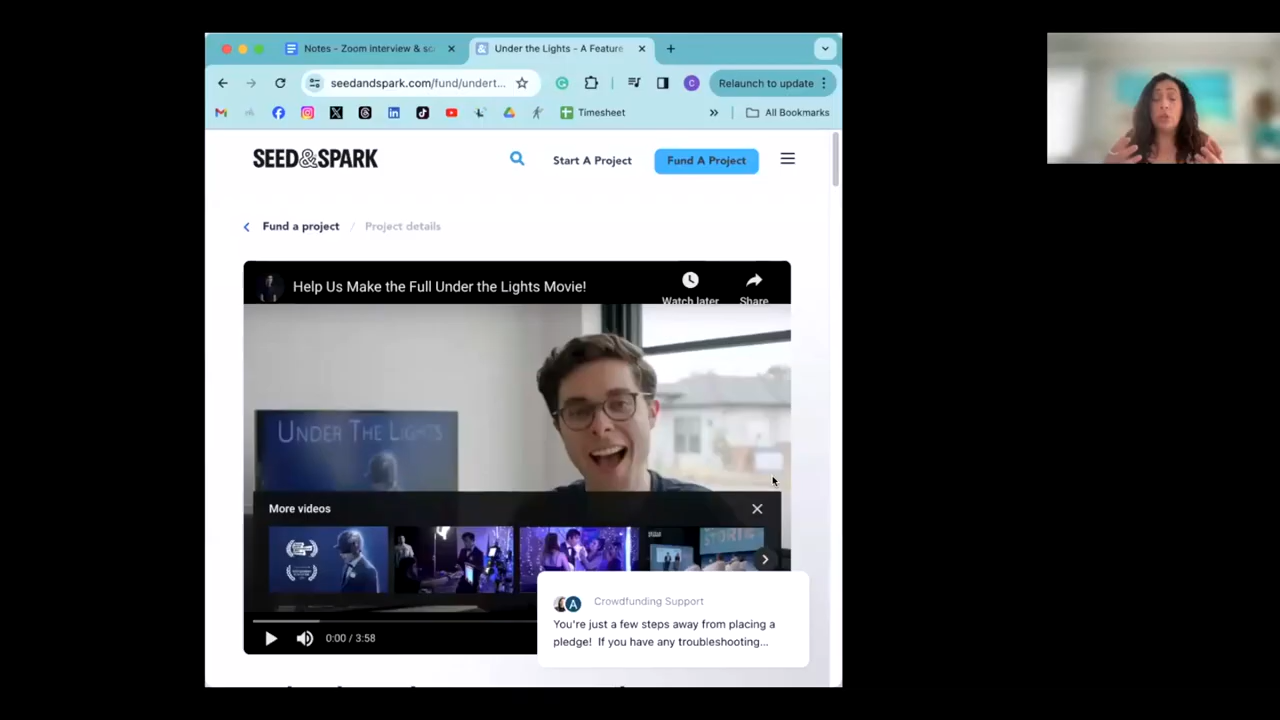 Notes - Zoom interview & sc
Under the Lights - A Feature
seedandspark.com/fund/undert...
Relaunch to update
Timesheet
All Bookmarks
SEED&SPARK
Start A Project
Fund A Project
Fund a project / Project details
Help Us Make the Full Under the Lights Movie!
Watch later
Share
UNDER THE LIGHTS
More videos
Crowdfunding Support
You're just a few steps away from placing a
pledge! If you have any troubleshooting...
0:00 / 3:58